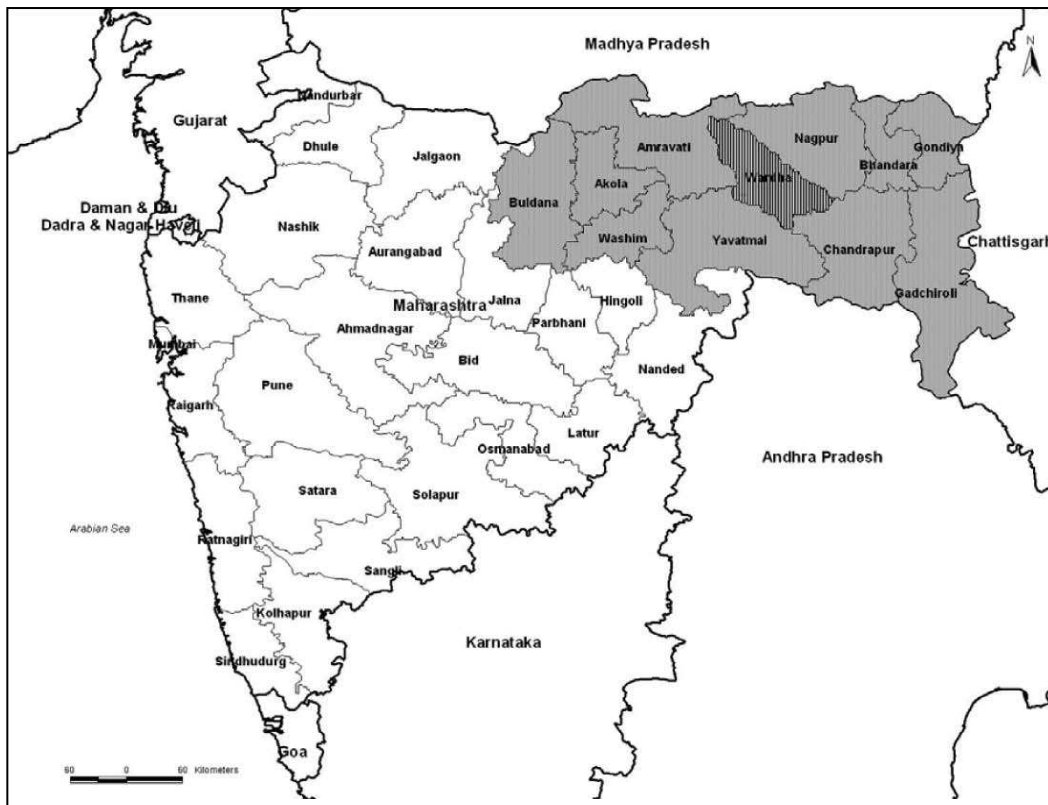 Madhya Pradesh
N
Nandurbar
Gujarat
Dhule
Jalgaon
Amravati
Nagpur
Gondiya
Bhandara
Wardha
Akola
Buldana
Daman & Diu
Dadra & Nagar Haveli
Nashik
Washim
Yavatmal
Chandrapur
Chattisgarh
Aurangabad
Thane
Maharashtra
Jalna
Hingoli
Gadchiroli
Parbhani
Ahmadnagar
Mumbai
Bid
Nanded
Pune
Raigarh
Latur
Osmanabad
Andhra Pradesh
Satara
Solapur
Arabian Sea
Ratnagiri
Sangli
Kolhapur
Karnataka
Sindhudurg
Goa
60 0 60 Kilometers